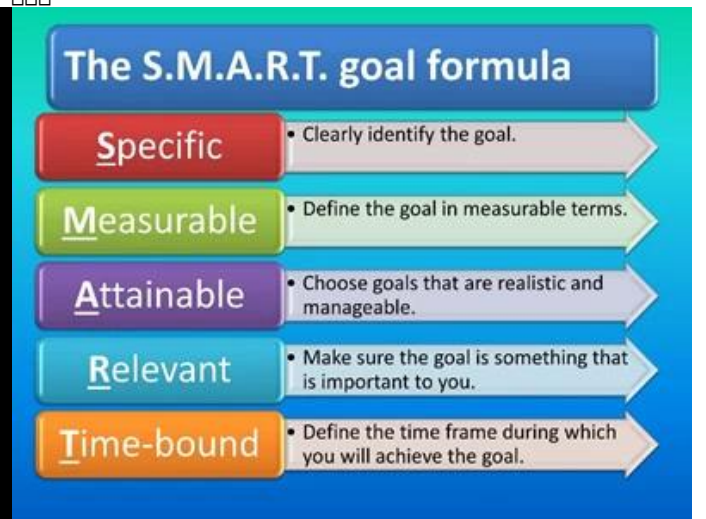 The S.M.A.R.T. goal formula
Specific
• Clearly identify the goal.
Measurable
• Define the goal in measurable terms.
Attainable
• Choose goals that are realistic and
manageable.
Relevant
• Make sure the goal is something that
is important to you.
Time-bound
• Define the time frame during which
you will achieve the goal.